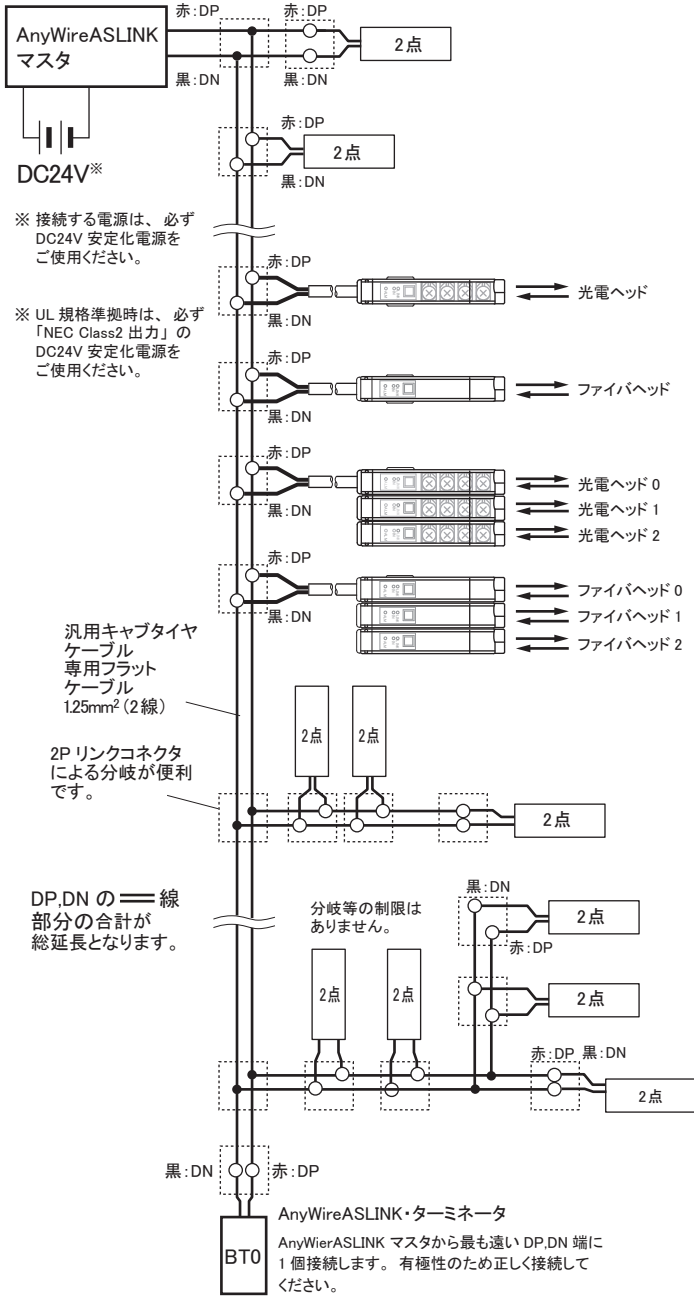 赤:DP
赤:DP
AnyWireASLINK
マスタ
2点
黒:DN
黒:DN
DC24V※
赤:DP
2点
黒:DN
※ 接続する電源は、必ず
DC24V 安定化電源を
ご使用ください。
※ UL 規格準拠時は、必ず
「NEC Class2 出力」の
DC24V 安定化電源を
ご使用ください。
赤:DP
光電ヘッド
黒:DN
赤:DP
ファイバヘッド
黒:DN
赤:DP
光電ヘッド 0
光電ヘッド 1
光電ヘッド 2
黒:DN
赤:DP
ファイバヘッド 0
ファイバヘッド 1
ファイバヘッド 2
黒:DN
汎用キャブタイヤ
ケーブル
専用フラット
ケーブル
1.25mm²(2線)
2P リンクコネクタ
による分岐が便利
です。
2点
2点
2点
DP,DN の 線
部分の合計が
総延長となります。
分岐等の制限は
ありません。
黒:DN
2点
赤:DP
2点
2点
2点
赤:DP 黒:DN
2点
黒:DN
赤:DP
BT0
AnyWireASLINK・ターミネータ
AnyWierASLINK マスタから最も遠い DP,DN 端に
1 個接続します。有極性のため正しく接続して
ください。